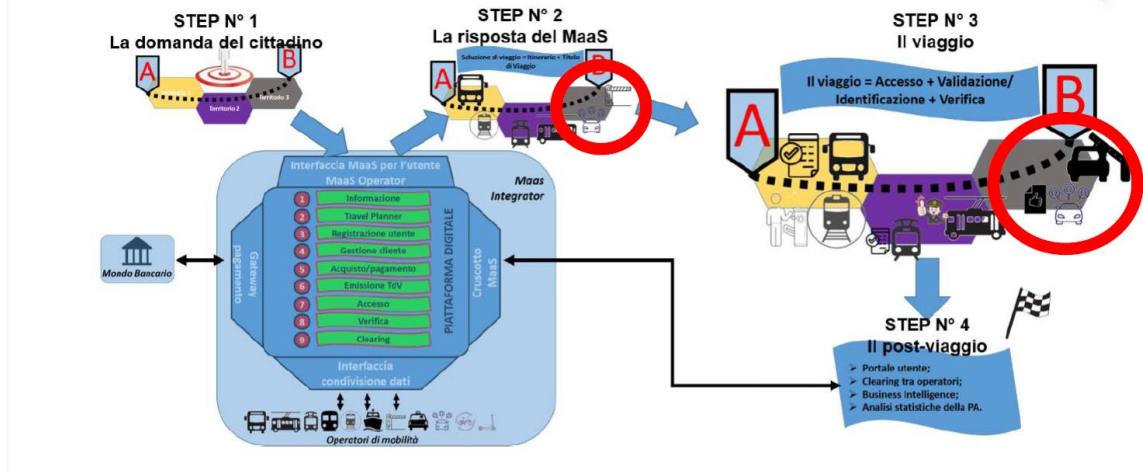 STEP N° 1
La domanda del cittadino
A
B
Territorio 2
Territorio 3
STEP N° 2
La risposta del MaaS
Soluzione di viaggio = Itinerario + Titolo
di Viaggio
A
B
STEP N° 3
Il viaggio
Il viaggio = Accesso + Validazione/
Identificazione + Verifica
A
B
Interfaccia MaaS per l'utente
MaaS Operator
Maas
Integrator
1 Informazione
2 Travel Planner
3 Registrazione utente
4 Gestione cliente
5 Acquisto/pagamento
6 Emissione TdV
7 Accesso
8 Verifica
9 Clearing
PIATTAFORMA DIGITALE
Gateway
pagamento
Cruscotto
MaaS
Mondo Bancario
Interfaccia
condivisione dati
Operatori di mobilità
STEP N° 4
Il post-viaggio
Portale utente;
Clearing tra operatori;
Business Intelligence;
Analisi statistiche della PA.